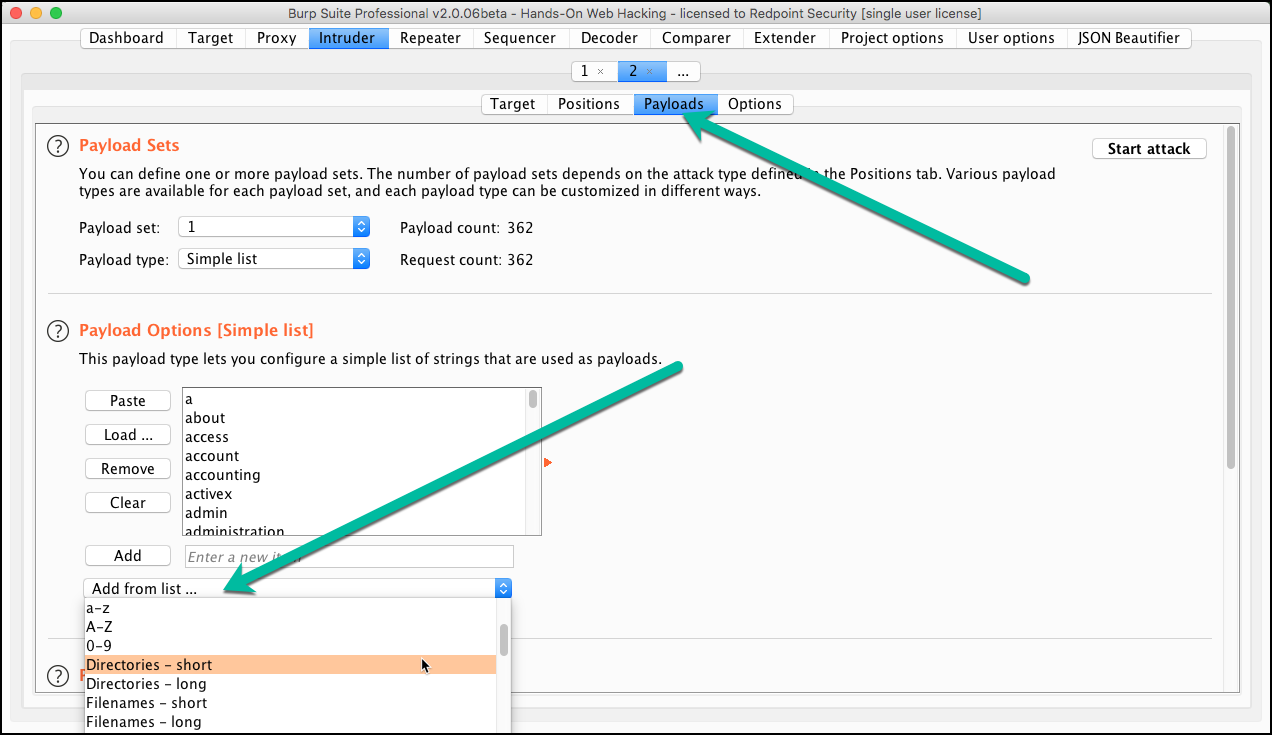 Burp Suite Professional v2.0.06beta - Hands-On Web Hacking - licensed to Redpoint Security [single user license]
Dashboard Target Proxy Intruder Repeater Sequencer Decoder Comparer Extender Project options User options JSON Beautifier
1 × 2 × ...
Target Positions Payloads Options
? Payload Sets
Start attack
You can define one or more payload sets. The number of payload sets depends on the attack type defined in the Positions tab. Various payload
types are available for each payload set, and each payload type can be customized in different ways.
Payload set: 1 Payload count: 362
Payload type: Simple list Request count: 362
? Payload Options [Simple list]
This payload type lets you configure a simple list of strings that are used as payloads.
Paste
Load ...
Remove
Clear
a
about
access
account
accounting
activex
admin
administration
Add Enter a new
Add from list ...
a-z
A-Z
0-9
Directories - short
Directories - long
Filenames - short
Filenames - long
?